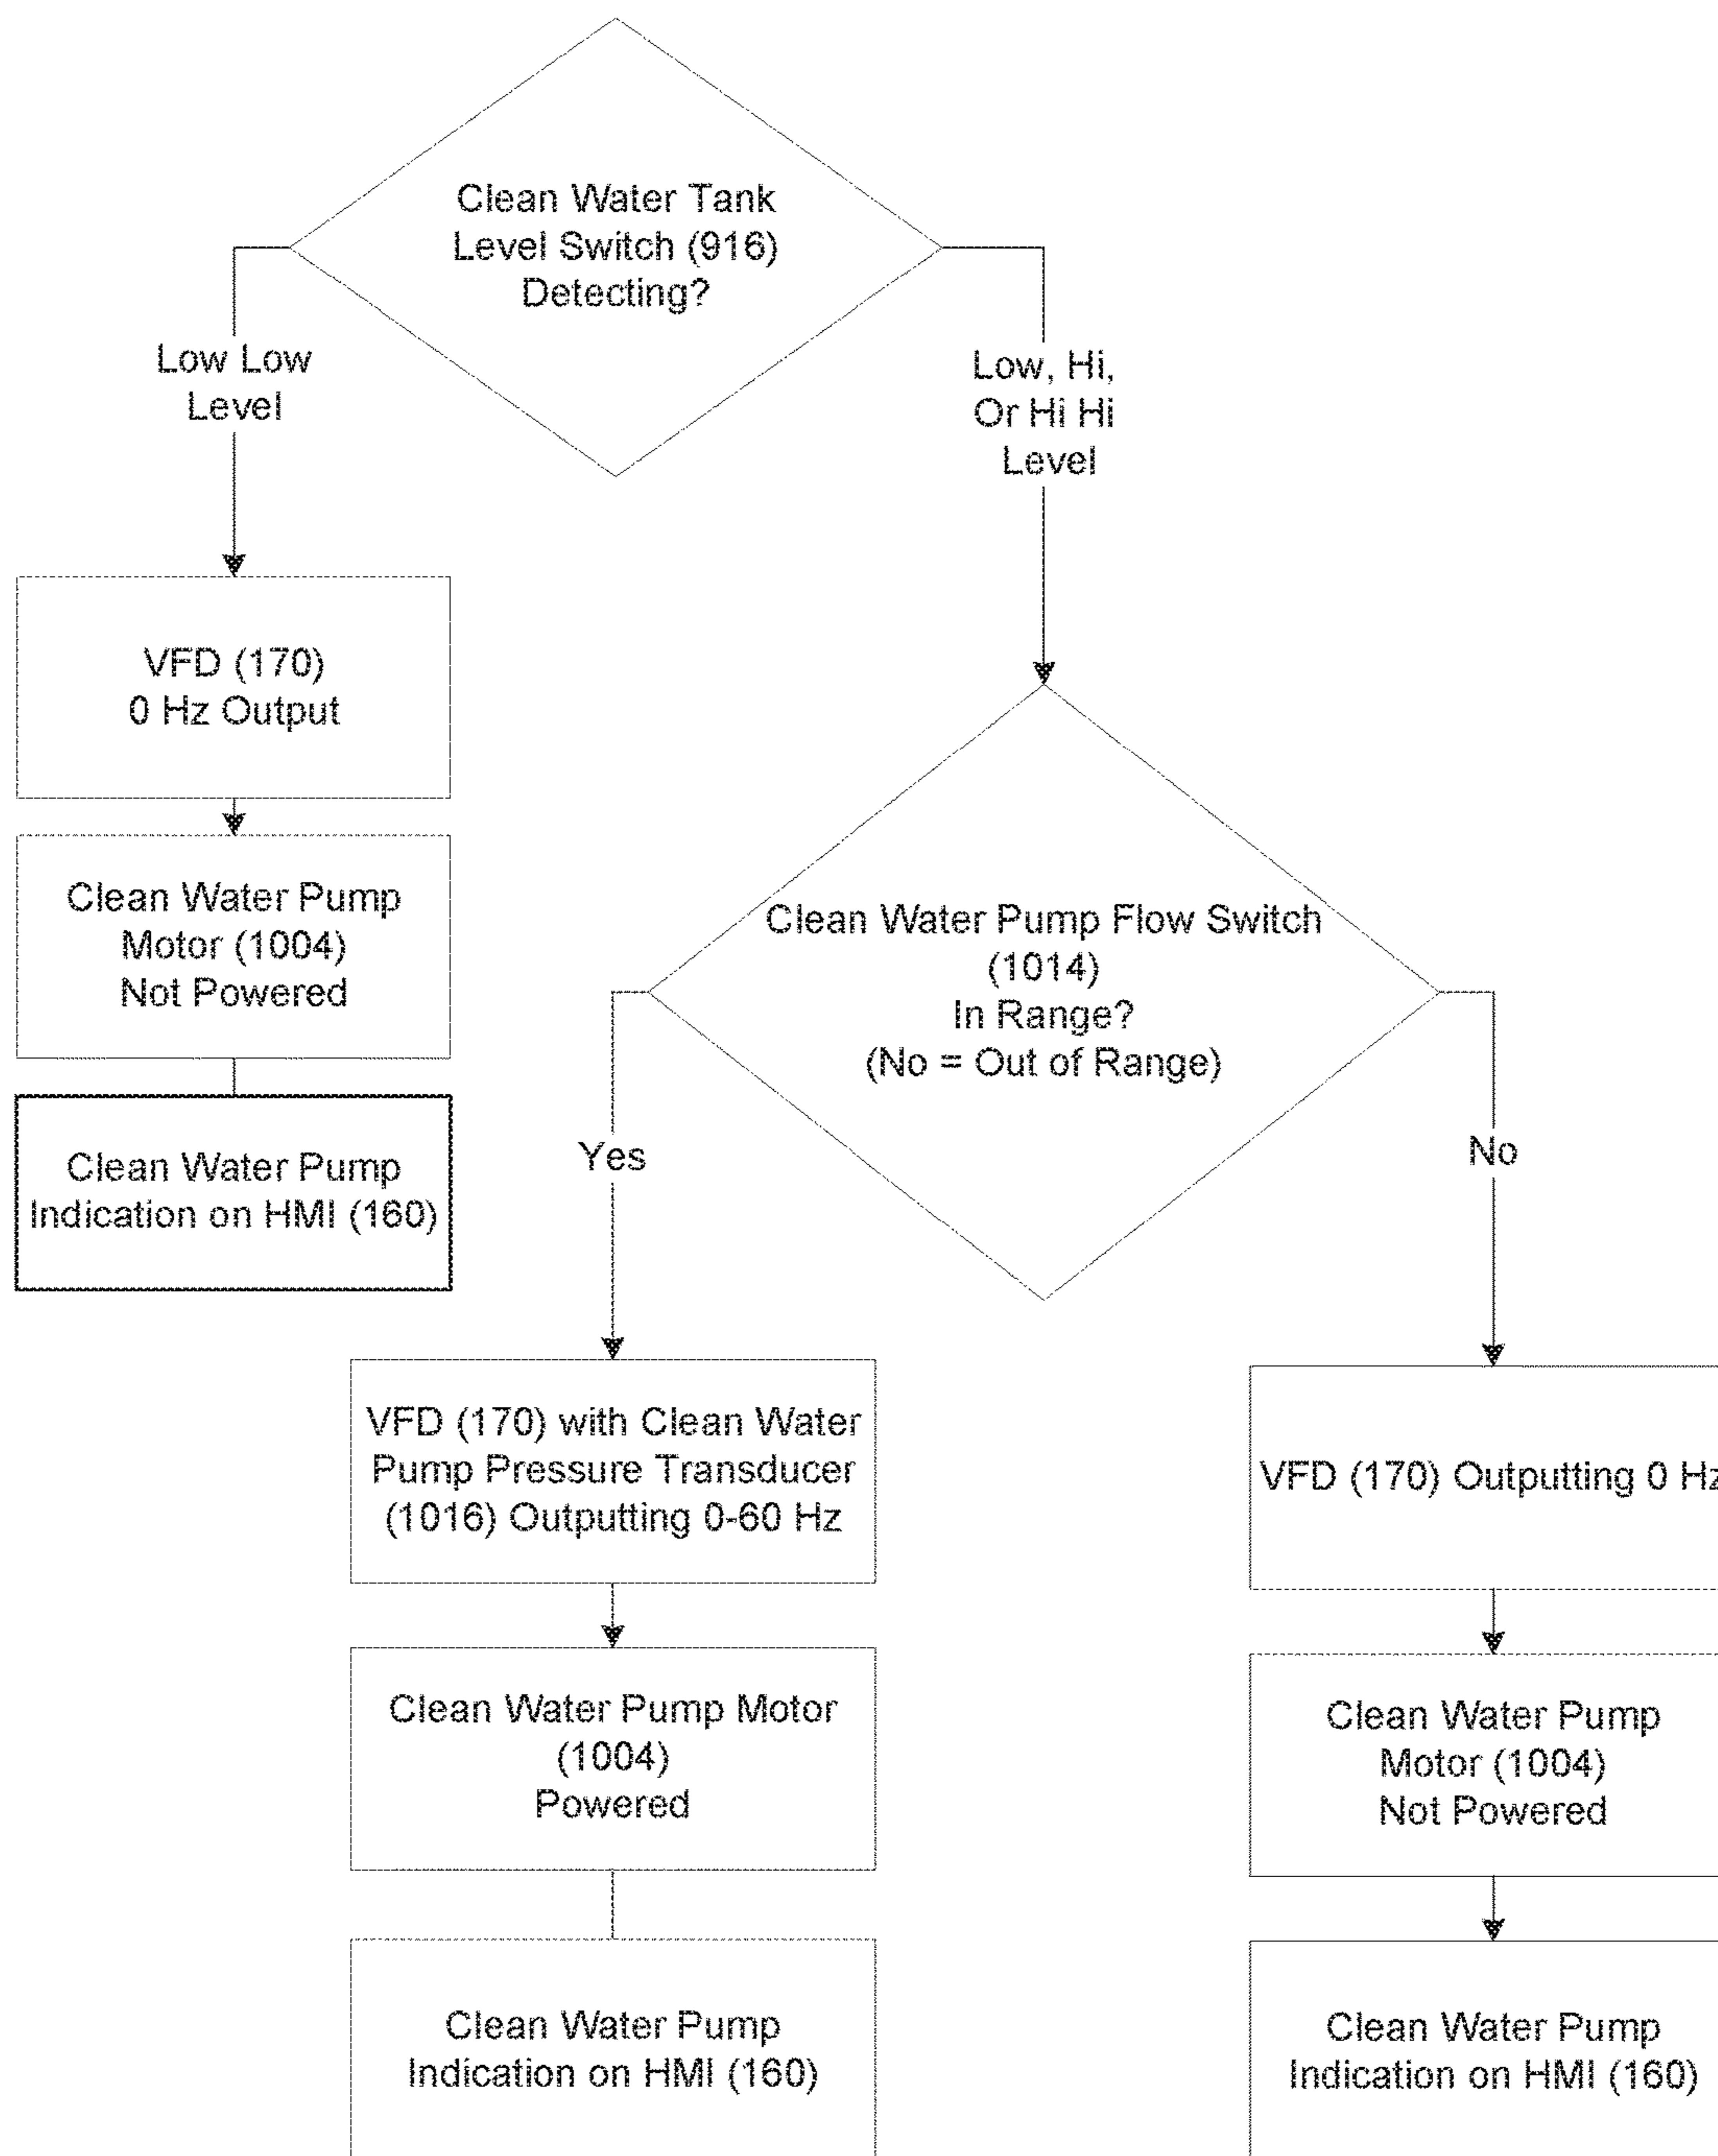 Clean Water Tank
Level Switch (916)
Detecting?
Low Low
Level
Low, Hi,
Or Hi Hi
Level
VFD (170)
0 Hz Output
Clean Water Pump
Motor (1004)
Not Powered
Clean Water Pump
Indication on HMI (160)
Clean Water Pump Flow Switch
(1014)
In Range?
(No = Out of Range)
Yes
No
VFD (170) with Clean Water
Pump Pressure Transducer
(1016) Outputting 0-60 Hz
Clean Water Pump Motor
(1004)
Powered
Clean Water Pump
Indication on HMI (160)
VFD (170) Outputting 0 Hz
Clean Water Pump
Motor (1004)
Not Powered
Clean Water Pump
Indication on HMI (160)